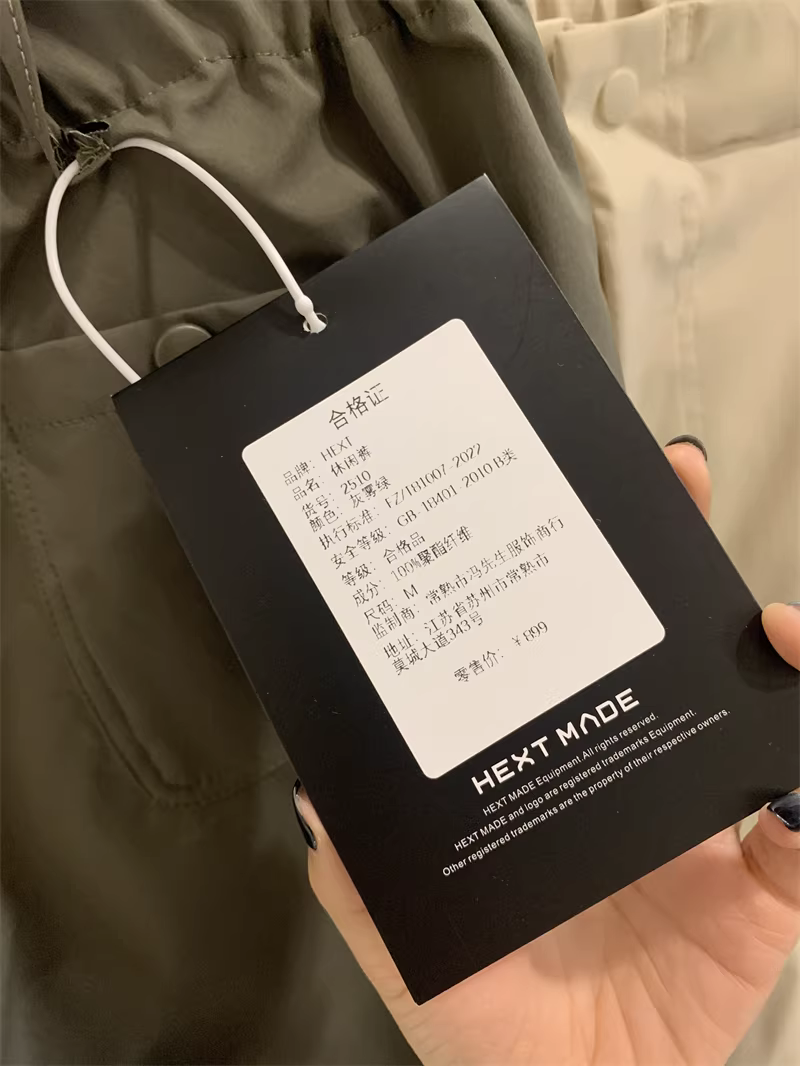 合格证
品牌: HEXT
品名: 休闲裤
货号: 2510
颜色: 灰雾绿
执行标准: FZ/T81007-2022
安全等级: GB 18401-2010 B类
等级: 合格品
成分: 100%聚酯纤维
尺码: M
监制商: 常熟市冯先生服饰商行
地址: 江苏省苏州市常熟市
莫城大道343号
零售价: ¥899
HEXT MADE
HEXT MADE Equipment.All rights reserved.
HEXT MADE and logo are registered trademarks Equipment.
Other registered trademarks are the property of their respective owners.